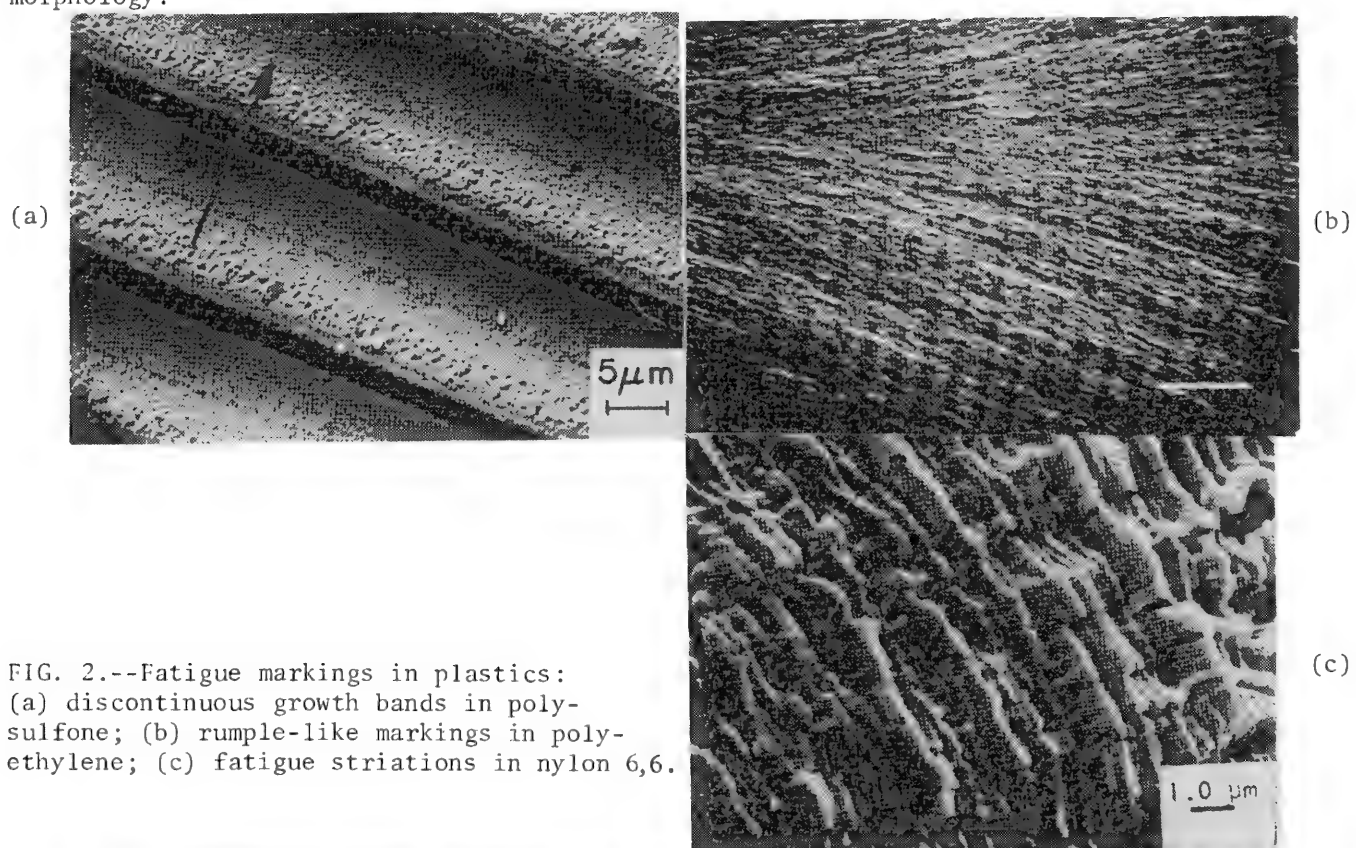 morphology.
(a)
(b)
5μm
(c)
1.0 μm
FIG. 2.--Fatigue markings in plastics:
(a) discontinuous growth bands in poly-
sulfone; (b) rumple-like markings in poly-
ethylene; (c) fatigue striations in nylon 6,6.